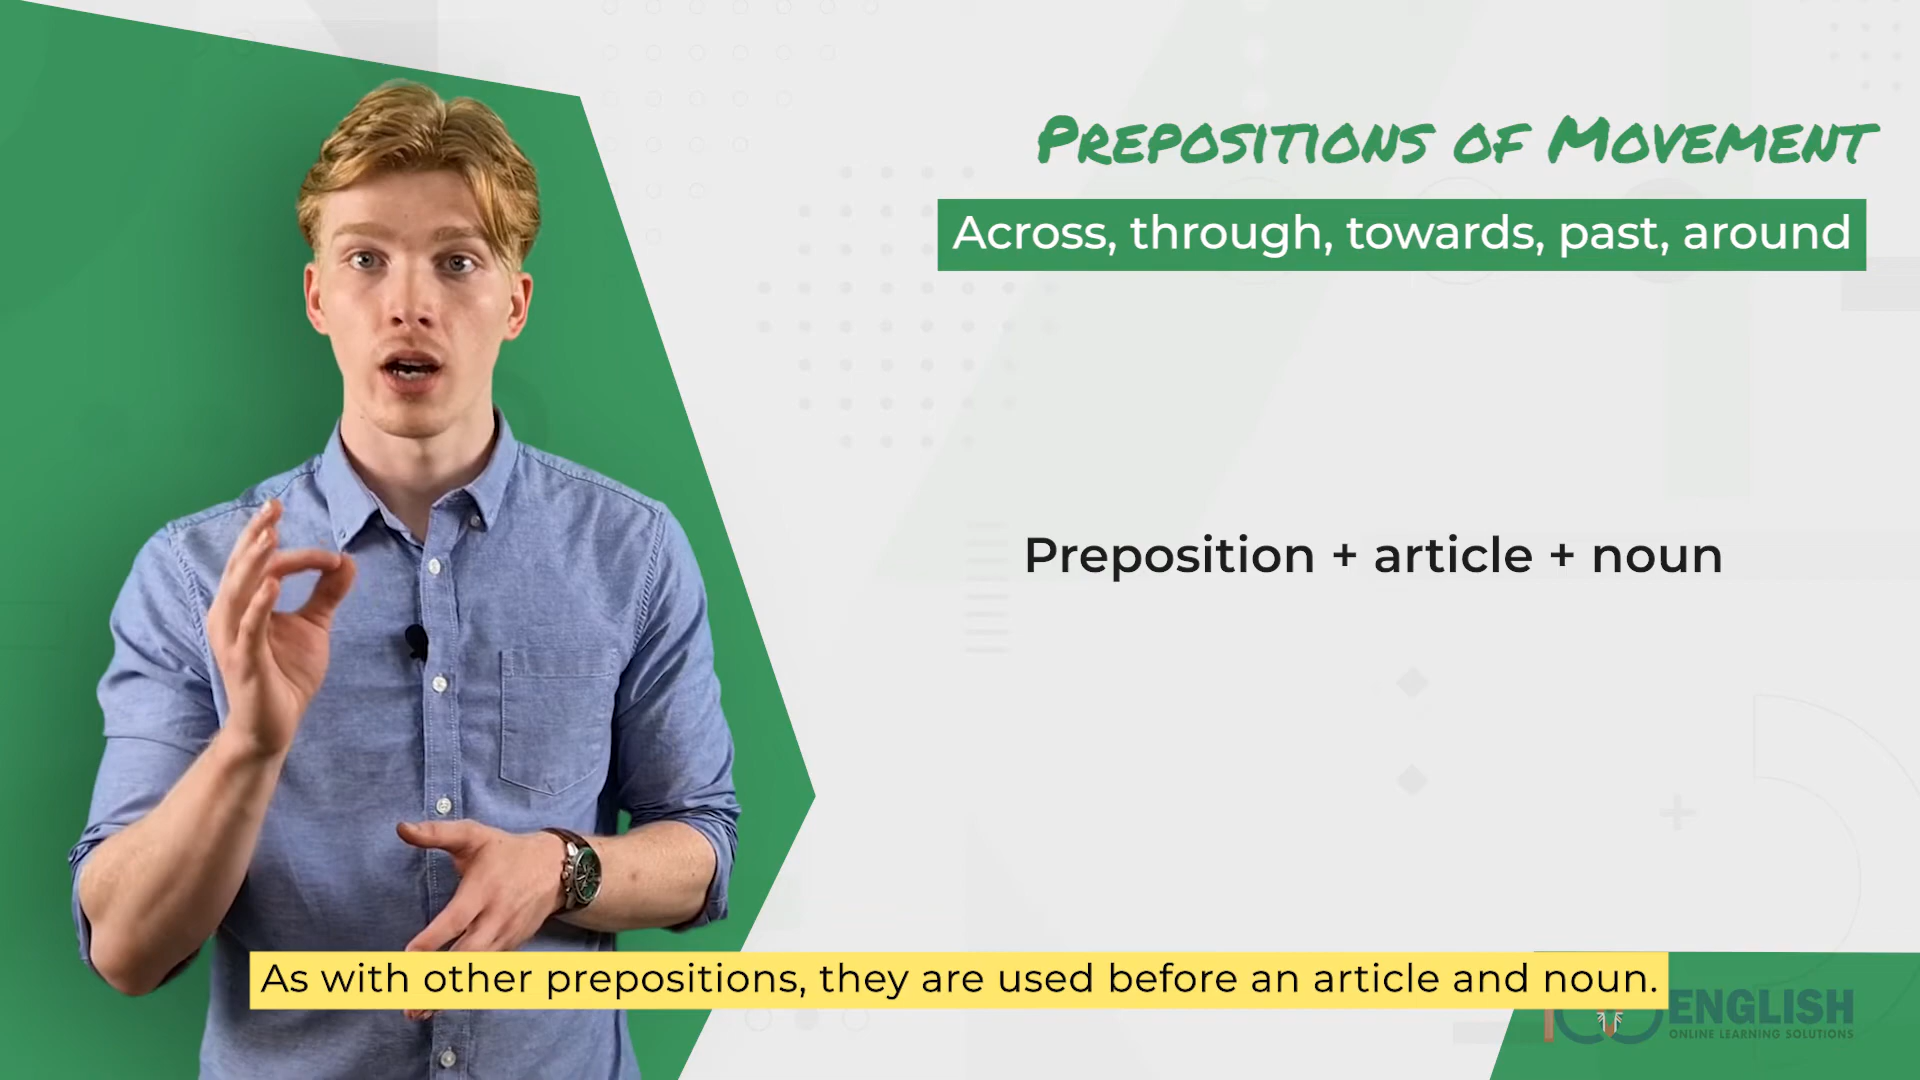 Prepositions of Movement
Across, through, towards, past, around
Preposition + article + noun
As with other prepositions, they are used before an article and noun.
ENGLISH
ONLINE LEARNING SOLUTIONS